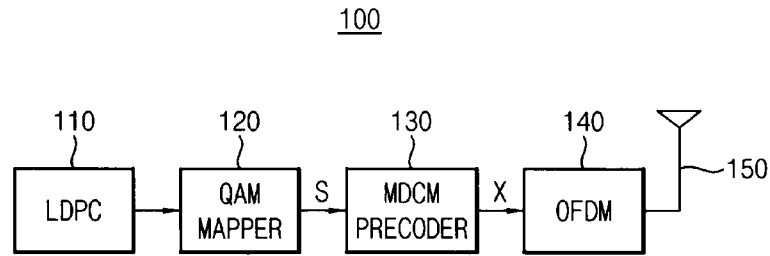 100
110
120
130
140
150
LDPC
QAM
MAPPER
S
MDCM
PRECODER
X
OFDM